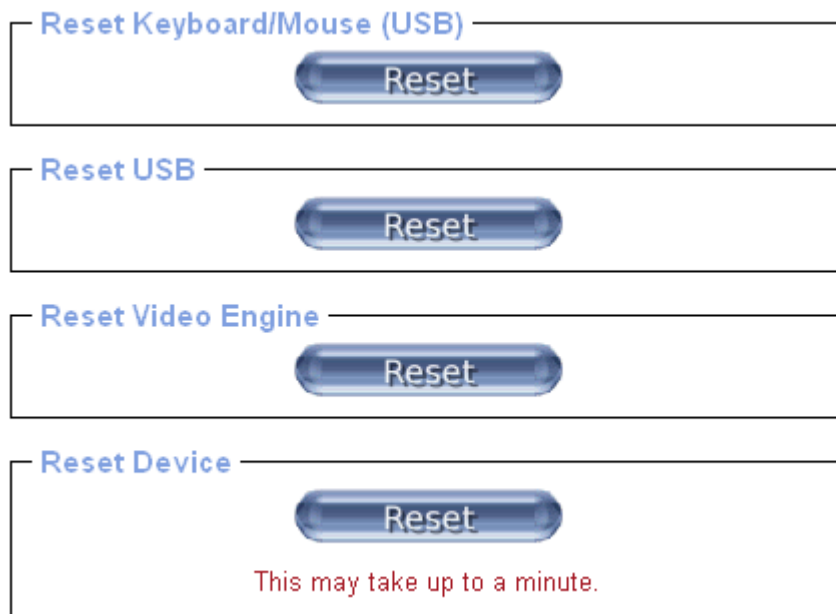 Reset Keyboard/Mouse (USB)
Reset
Reset USB
Reset
Reset Video Engine
Reset
Reset Device
Reset
This may take up to a minute.